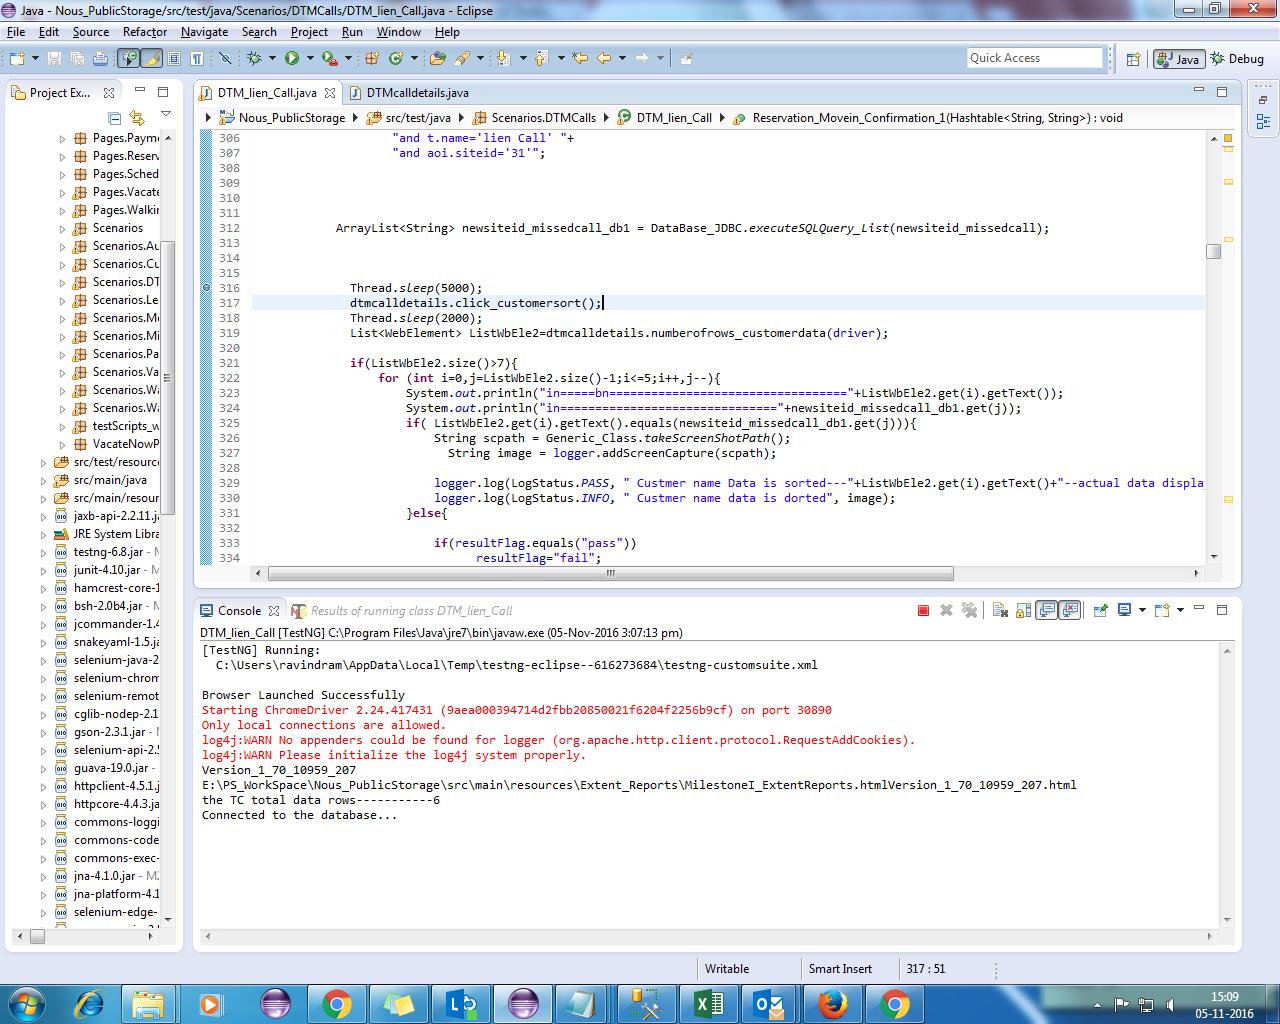 Java - Nous_PublicStorage/src/test/java/Scenarios/DTMCalls/DTM_lien_Call.java - Eclipse
File Edit Source Refactor Navigate Search Project Run Window Help
Quick Access
Java
Debug
Project Ex...
Pages.Payme
Pages.Reserv
Pages.Sched
Pages.Vacate
Pages.Walki
Scenarios
Scenarios.Au
Scenarios.Cu
Scenarios.DT
Scenarios.Le
Scenarios.Mo
Scenarios.Mi
Scenarios.Pa
Scenarios.Va
Scenarios.Wa
Scenarios.Wa
testScripts_w
VacateNowP
src/test/resourc
src/main/java
src/main/resour
jaxb-api-2.2.11.ja
JRE System Libra
testng-6.8.jar - M
junit-4.10.jar - M
hamcrest-core-1
bsh-2.0b4.jar - M
jcommander-1.4
snakeyaml-1.5.ja
selenium-java-2
selenium-chrom
selenium-remot
cglib-nodep-2.1
gson-2.3.1.jar - M
selenium-api-2.5
guava-19.0.jar -
httpclient-4.5.1.j
httpcore-4.4.3.ja
commons-loggi
commons-code
commons-exec-
jna-4.1.0.jar - M
jna-platform-4.1
selenium-edge-
DTM_lien_Call.java
DTMcalldetails.java
Nous_PublicStorage src/test/java Scenarios.DTMCalls DTM_lien_Call Reservation_Movein_Confirmation_1(Hashtable<String, String>) : void
306 "and t.name='lien Call' "+
307 "and aoi.siteid='31'";
308
309
310
311
312 ArrayList<String> newsiteid_missedcall_db1 = DataBase_JDBC.executeSQLQuery_List(newsiteid_missedcall);
313
314
315
316 Thread.sleep(5000);
317 dtmcalldetails.click_customersort();
318 Thread.sleep(2000);
319 List<WebElement> ListWbEle2=dtmcalldetails.numberofrows_customerdata(driver);
320
321 if(ListWbEle2.size()>7){
322 for (int i=0,j=ListWbEle2.size()-1;i<=5;i++,j--){
323 System.out.println("in=====bn=================================="+ListWbEle2.get(i).getText());
324 System.out.println("in==============================="+newsiteid_missedcall_db1.get(j));
325 if( ListWbEle2.get(i).getText().equals(newsiteid_missedcall_db1.get(j))){
326 String scpath = Generic_Class.takeScreenShotPath();
327 String image = logger.addScreenCapture(scpath);
328
329 logger.log(LogStatus.PASS, " Custmer name Data is sorted---"+ListWbEle2.get(i).getText()+"--actual data displa
330 logger.log(LogStatus.INFO, " Custmer name data is dorted", image);
331 }else{
332
333 if(resultFlag.equals("pass"))
334 resultFlag="fail";
Console
Results of running class DTM_lien_Call
DTM_lien_Call [TestNG] C:\Program Files\Java\jre7\bin\javaw.exe (05-Nov-2016 3:07:13 pm)
[TestNG] Running:
C:\Users\ravindram\AppData\Local\Temp\testng-eclipse--616273684\testng-customsuite.xml
Browser Launched Successfully
Starting ChromeDriver 2.24.417431 (9aea000394714d2fbb20850021f6204f2256b9cf) on port 30890
Only local connections are allowed.
log4j:WARN No appenders could be found for logger (org.apache.http.client.protocol.RequestAddCookies).
log4j:WARN Please initialize the log4j system properly.
Version_1_70_10959_207
E:\PS_WorkSpace\Nous_PublicStorage\src\main\resources\Extent_Reports\MilestoneI_ExtentReports.htmlVersion_1_70_10959_207.html
the TC total data rows-----------6
Connected to the database...
Writable
Smart Insert
317 : 51
15:09
05-11-2016